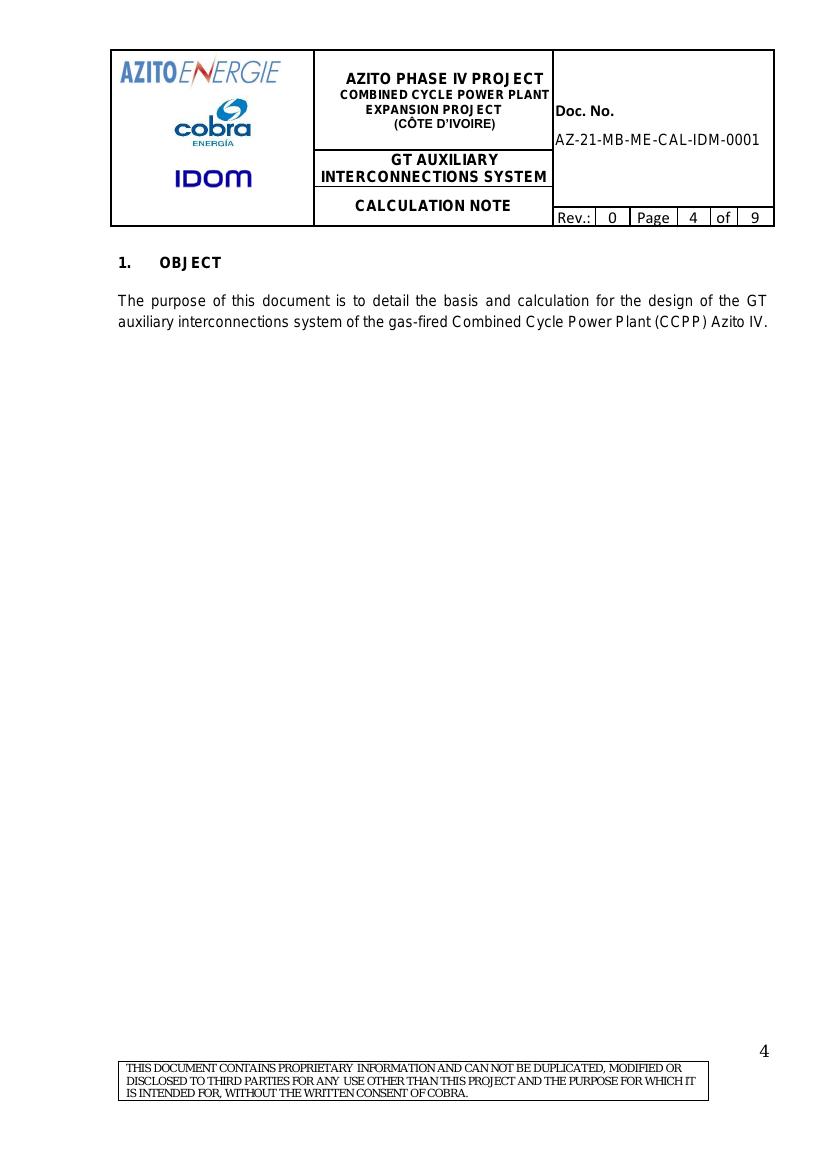 AZITO ENERGIE
cobra
ENERGÍA
IDOM
AZITO PHASE IV PROJECT
COMBINED CYCLE POWER PLANT
EXPANSION PROJECT
(CÔTE D'IVOIRE)
GT AUXILIARY
INTERCONNECTIONS SYSTEM
CALCULATION NOTE
Doc. No.
AZ-21-MB-ME-CAL-IDM-0001
Rev.: 0 Page 4 of 9
1. OBJECT
The purpose of this document is to detail the basis and calculation for the design of the GT
auxiliary interconnections system of the gas-fired Combined Cycle Power Plant (CCPP) Azito IV.
4
THIS DOCUMENT CONTAINS PROPRIETARY INFORMATION AND CAN NOT BE DUPLICATED, MODIFIED OR
DISCLOSED TO THIRD PARTIES FOR ANY USE OTHER THAN THIS PROJECT AND THE PURPOSE FOR WHICH IT
IS INTENDED FOR, WITHOUT THE WRITTEN CONSENT OF COBRA.